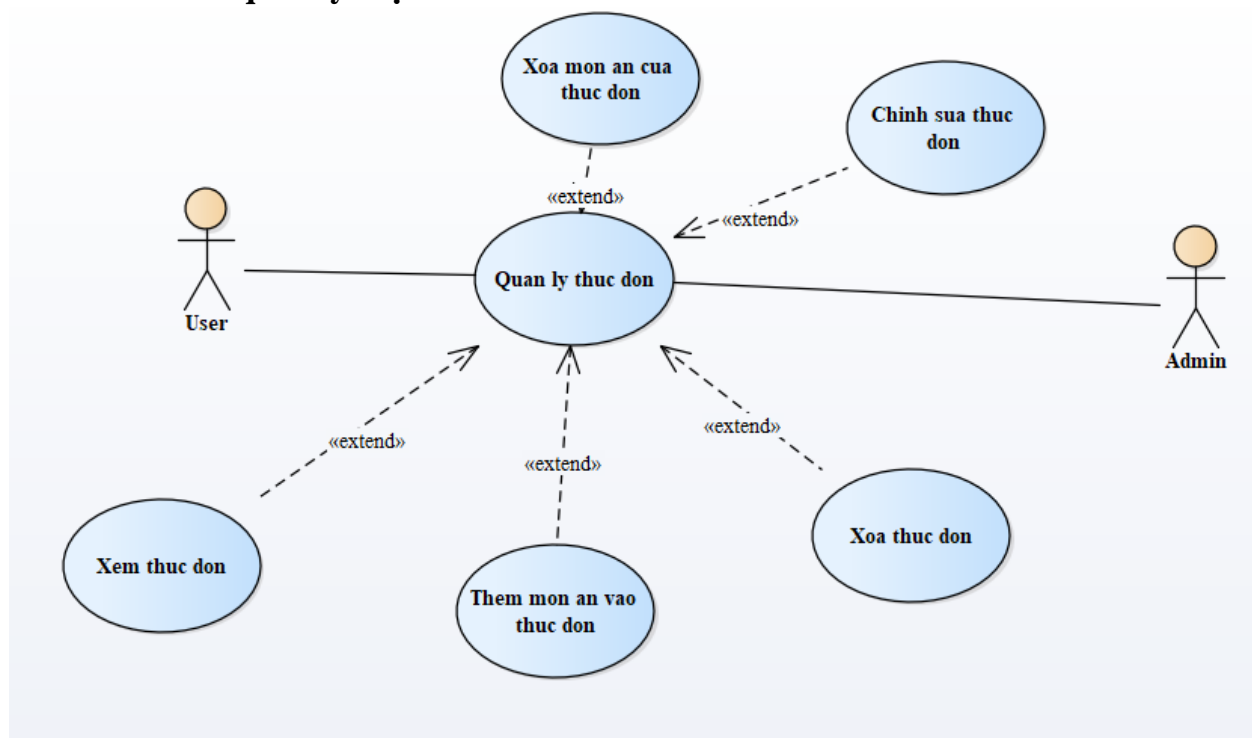 Xoa mon an cua
thuc don
Chinh sua thuc
don
«extend»
«extend»
Quan ly thuc don
User
Admin
«extend»
«extend»
«extend»
Xem thuc don
Them mon an vao
thuc don
Xoa thuc don